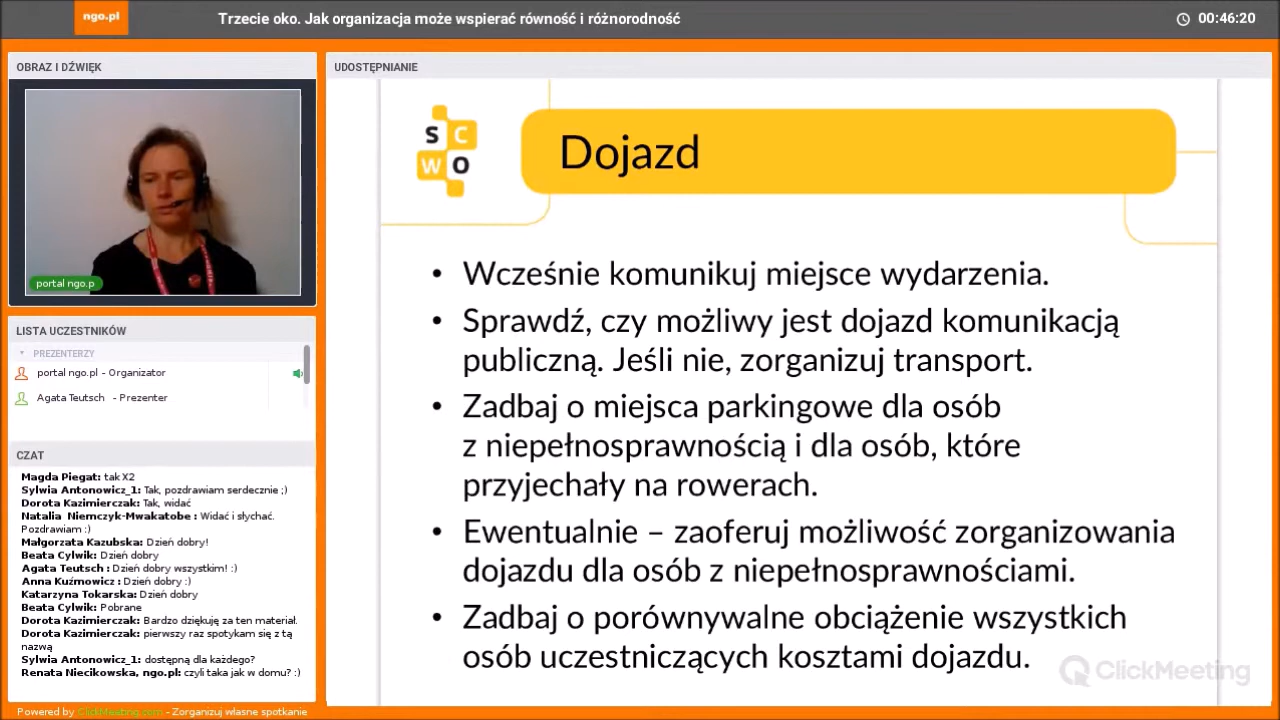 ngo.pl
Trzecie oko. Jak organizacja może wspierać równość i różnorodność
00:46:20
OBRAZ I DŹWIĘK
portal ngo.p
LISTA UCZESTNIKÓW
PREZENTERZY
portal ngo.pl - Organizator
Agata Teutsch - Prezenter
CZAT
Magda Piegat: tak X2
Sylwia Antonowicz_1: Tak, pozdrawiam serdecznie ;)
Dorota Kazimierczak: Tak, widać
Natalia Niemczyk-Mwakatobe : Widać i słychać.
Pozdrawiam :)
Małgorzata Kazubska: Dzień dobry!
Beata Cylwik: Dzień dobry
Agata Teutsch : Dzień dobry wszystkim! :)
Anna Kuźmowicz : Dzień dobry :)
Katarzyna Tokarska: Dzień dobry
Beata Cylwik: Pobrane
Dorota Kazimierczak: Bardzo dziękuję za ten materiał.
Dorota Kazimierczak: pierwszy raz spotykam się z tą
nazwą
Sylwia Antonowicz_1: dostępną dla każdego?
Renata Niecikowska, ngo.pl: czyli taka jak w domu? :)
Powered by ClickMeeting.com - Zorganizuj własne spotkanie
UDOSTĘPNIANIE
S C
W O
Dojazd
• Wcześnie komunikuj miejsce wydarzenia.
• Sprawdź, czy możliwy jest dojazd komunikacją
publiczną. Jeśli nie, zorganizuj transport.
• Zadbaj o miejsca parkingowe dla osób
z niepełnosprawnością i dla osób, które
przyjechały na rowerach.
• Ewentualnie – zaoferuj możliwość zorganizowania
dojazdu dla osób z niepełnosprawnościami.
• Zadbaj o porównywalne obciążenie wszystkich
osób uczestniczących kosztami dojazdu.
ClickMeeting